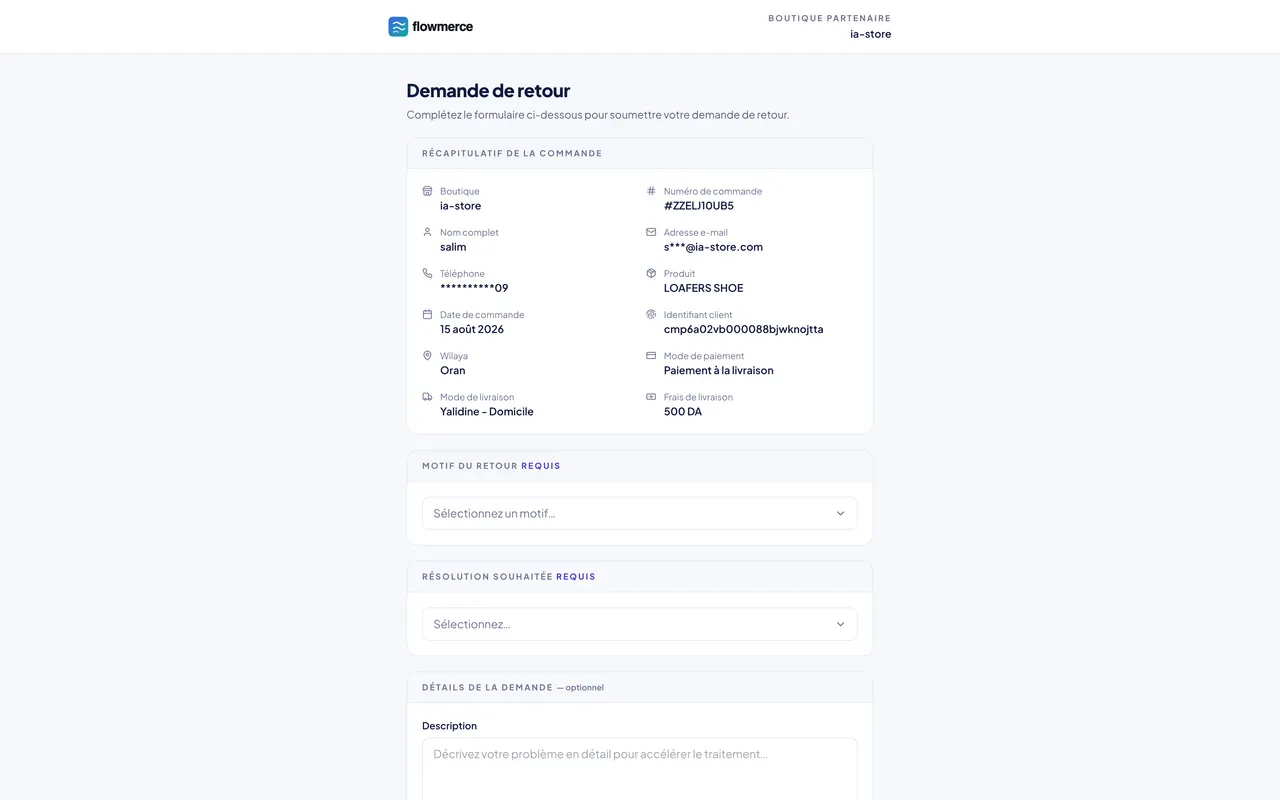 flowmerce
BOUTIQUE PARTENAIRE
ia-store
Demande de retour
Complétez le formulaire ci-dessous pour soumettre votre demande de retour.
RÉCAPITULATIF DE LA COMMANDE
Boutique
ia-store
Numéro de commande
#ZZELJ10UB5
Nom complet
salim
Adresse e-mail
s***@ia-store.com
Téléphone
**********09
Produit
LOAFERS SHOE
Date de commande
15 août 2026
Identifiant client
cmp6a02vb000088bjwknojtta
Wilaya
Oran
Mode de paiement
Paiement à la livraison
Mode de livraison
Yalidine - Domicile
Frais de livraison
500 DA
MOTIF DU RETOUR REQUIS
Sélectionnez un motif...
RÉSOLUTION SOUHAITÉE REQUIS
Sélectionnez...
DÉTAILS DE LA DEMANDE — optionnel
Description
Décrivez votre problème en détail pour accélérer le traitement...